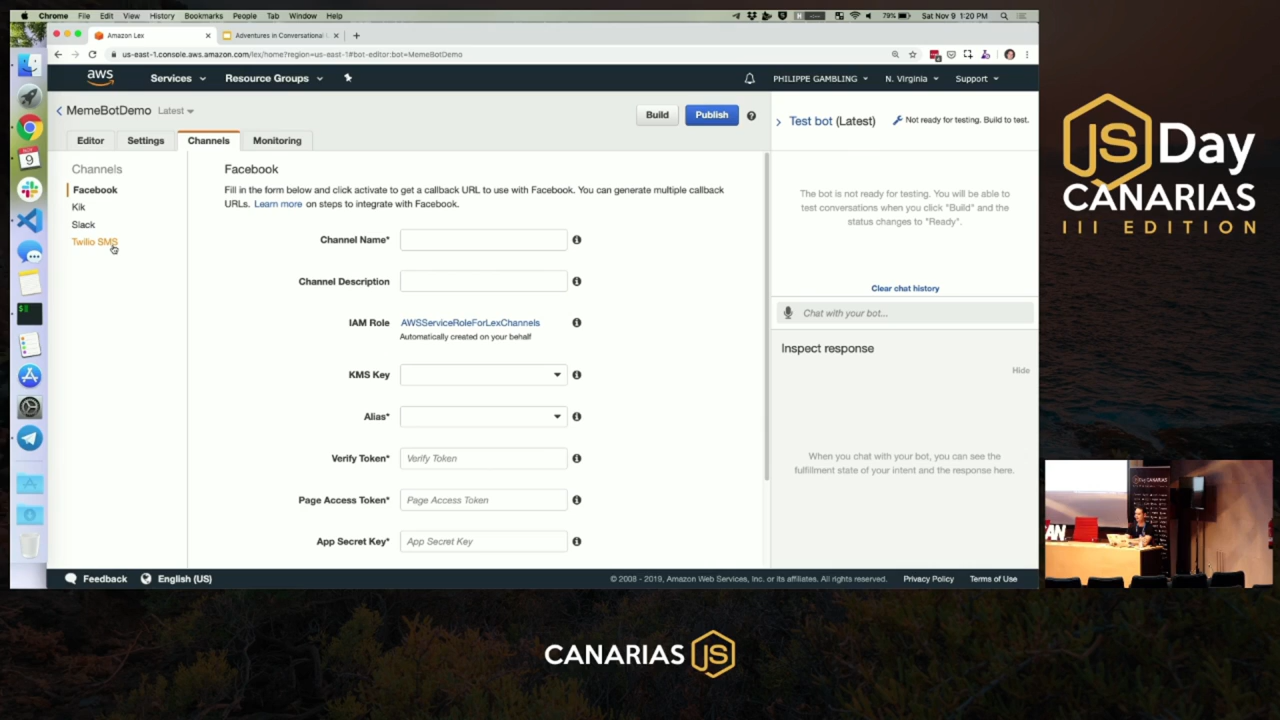 Chrome File Edit View History Bookmarks People Tab Window Help
79% Sat Nov 9 1:20 PM
Amazon Lex
Adventures in Conversational
us-east-1.console.aws.amazon.com/lex/home?region=us-east-1#bot-editor:bot=MemeBotDemo
aws Services Resource Groups PHILIPPE GAMBLING N. Virginia Support
MemeBotDemo Latest
Build Publish
Test bot (Latest) Not ready for testing. Build to test.
Editor Settings Channels Monitoring
Channels
Facebook
Kik
Slack
Twilio SMS
Facebook
Fill in the form below and click activate to get a callback URL to use with Facebook. You can generate multiple callback
URLs. Learn more on steps to integrate with Facebook.
Channel Name*
Channel Description
IAM Role AWSServiceRoleForLexChannels
Automatically created on your behalf
KMS Key
Alias*
Verify Token* Verify Token
Page Access Token* Page Access Token
App Secret Key* App Secret Key
The bot is not ready for testing. You will be able to
test conversations when you click "Build" and the
status changes to "Ready".
Clear chat history
Chat with your bot...
Inspect response
Hide
When you chat with your bot, you can see the
fulfillment state of your intent and the response here.
Feedback English (US)
© 2008 - 2019, Amazon Web Services, Inc. or its affiliates. All rights reserved. Privacy Policy Terms of Use
JS Day
CANARIAS
III EDITION
CANARIAS JS